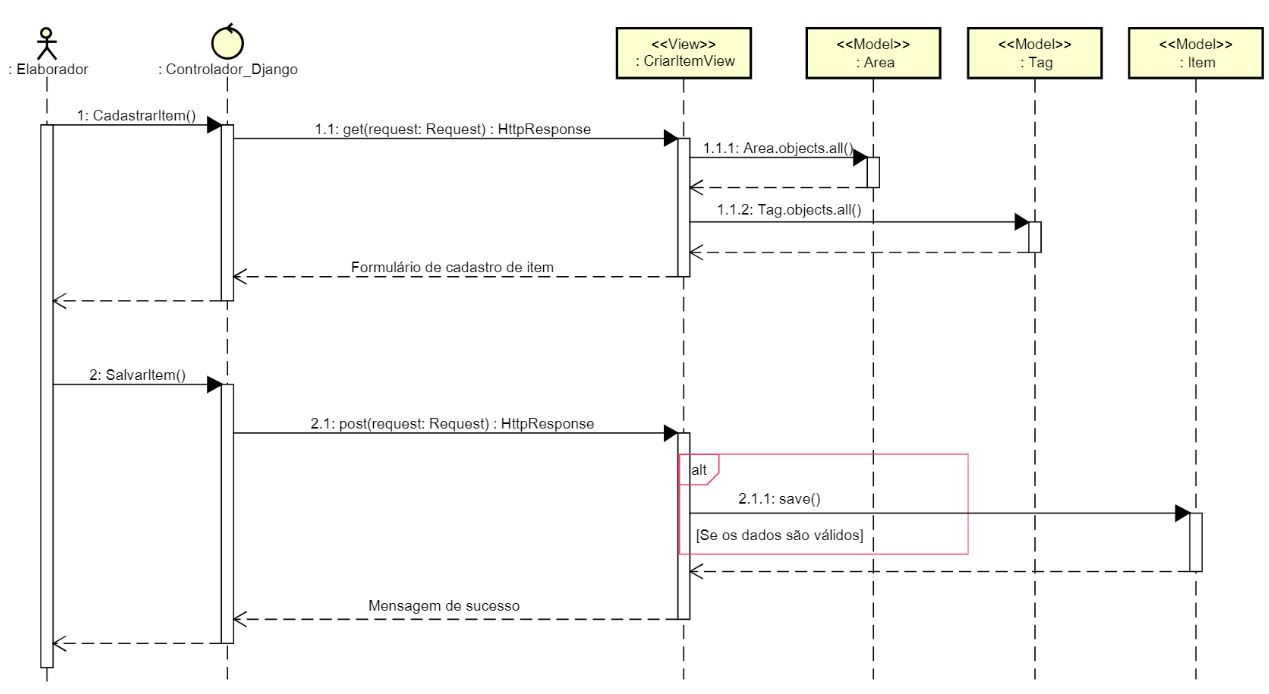 <<View>>
: CriarItemView
<<Model>>
: Area
<<Model>>
: Tag
<<Model>>
: Item
: Elaborador
: Controlador_Django
1: CadastrarItem()
1.1: get(request: Request) : HttpResponse
1.1.1: Area.objects.all()
1.1.2: Tag.objects.all()
Formulário de cadastro de item
2: SalvarItem()
2.1: post(request: Request) : HttpResponse
alt
2.1.1: save()
[Se os dados são válidos]
Mensagem de sucesso